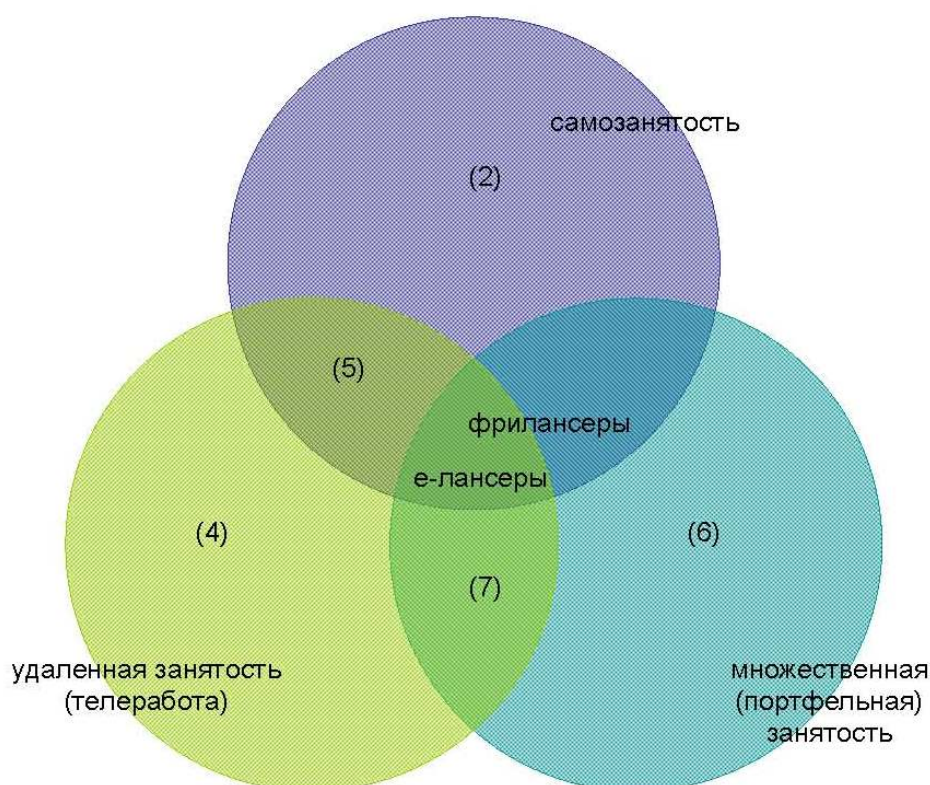 самозанятость
(2)
(5)
фрилансеры
е-лансеры
(4)
(6)
(7)
удаленная занятость
(телеработа)
множественная
(портфельная)
занятость